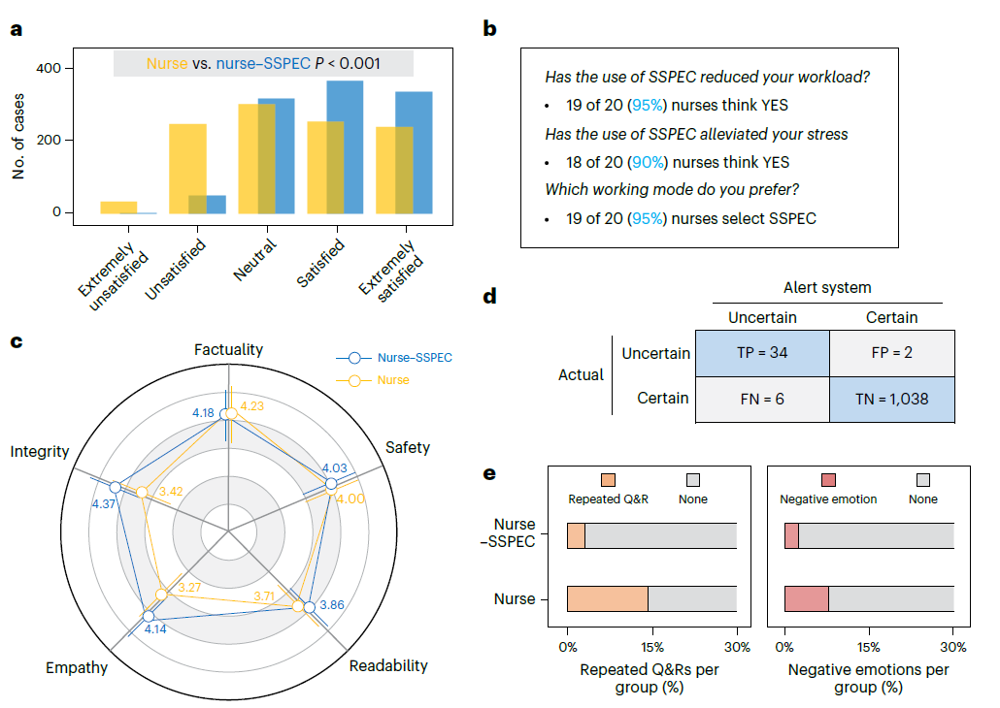 a
Nurse vs. nurse–SSPEC P < 0.001
No. of cases
400
200
0
Extremely
unsatisfied
Unsatisfied
Neutral
Satisfied
Extremely
satisfied
b
Has the use of SSPEC reduced your workload?
• 19 of 20 (95%) nurses think YES
Has the use of SSPEC alleviated your stress
• 18 of 20 (90%) nurses think YES
Which working mode do you prefer?
• 19 of 20 (95%) nurses select SSPEC
c
Factuality
Nurse–SSPEC
Nurse
4.18
4.23
Integrity
Safety
4.03
4.00
3.42
4.37
3.27
3.71
3.86
4.14
Empathy
Readability
d
Alert system
Uncertain Certain
Actual
Uncertain TP = 34 FP = 2
Certain FN = 6 TN = 1,038
e
Repeated Q&R None
Nurse
–SSPEC
Nurse
0% 15% 30%
Repeated Q&Rs per
group (%)
Negative emotion None
0% 15% 30%
Negative emotions per
group (%)